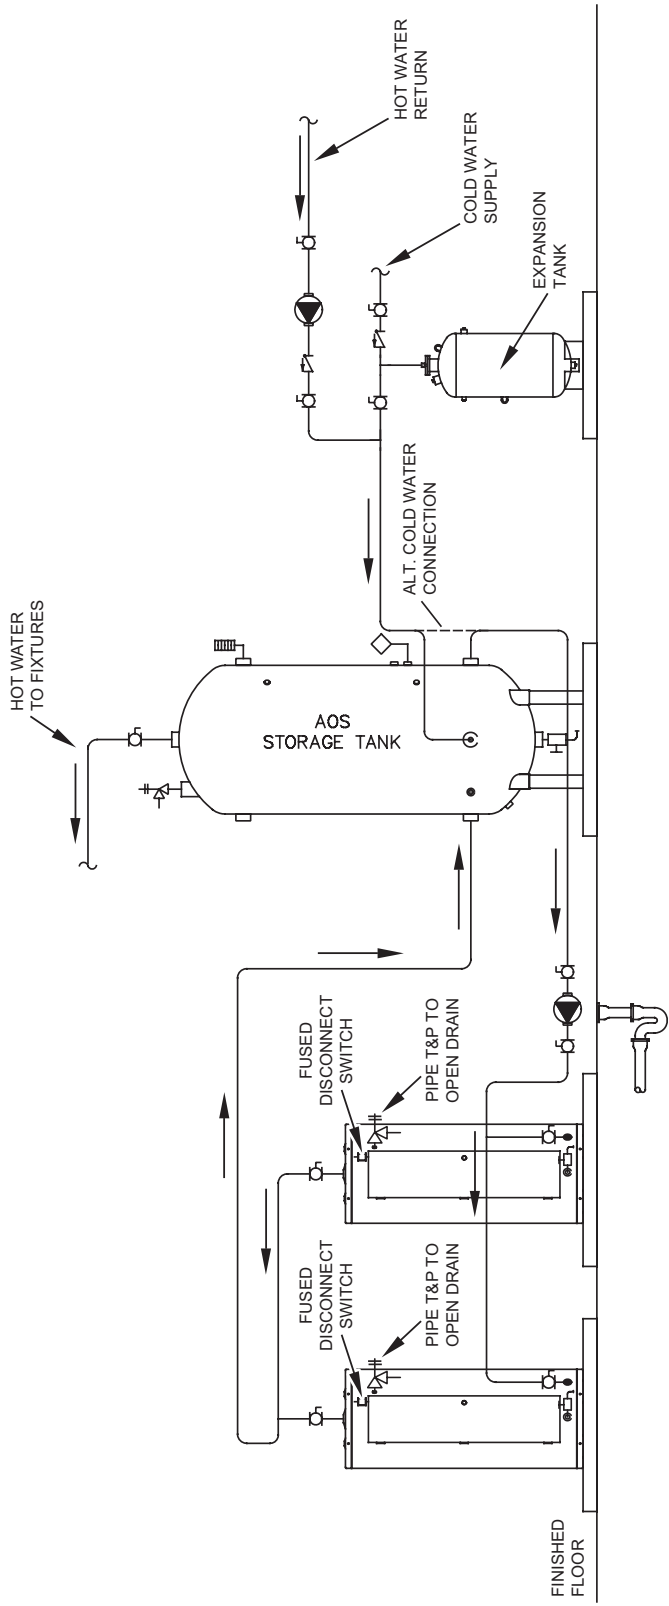 HOT WATER
TO FIXTURES
HOT WATER
RETURN
COLD WATER
SUPPLY
EXPANSION
TANK
ALT. COLD WATER
CONNECTION
AOS
STORAGE TANK
FUSED
DISCONNECT
SWITCH
PIPE T&P TO
OPEN DRAIN
FUSED
DISCONNECT
SWITCH
PIPE T&P TO
OPEN DRAIN
FINISHED
FLOOR